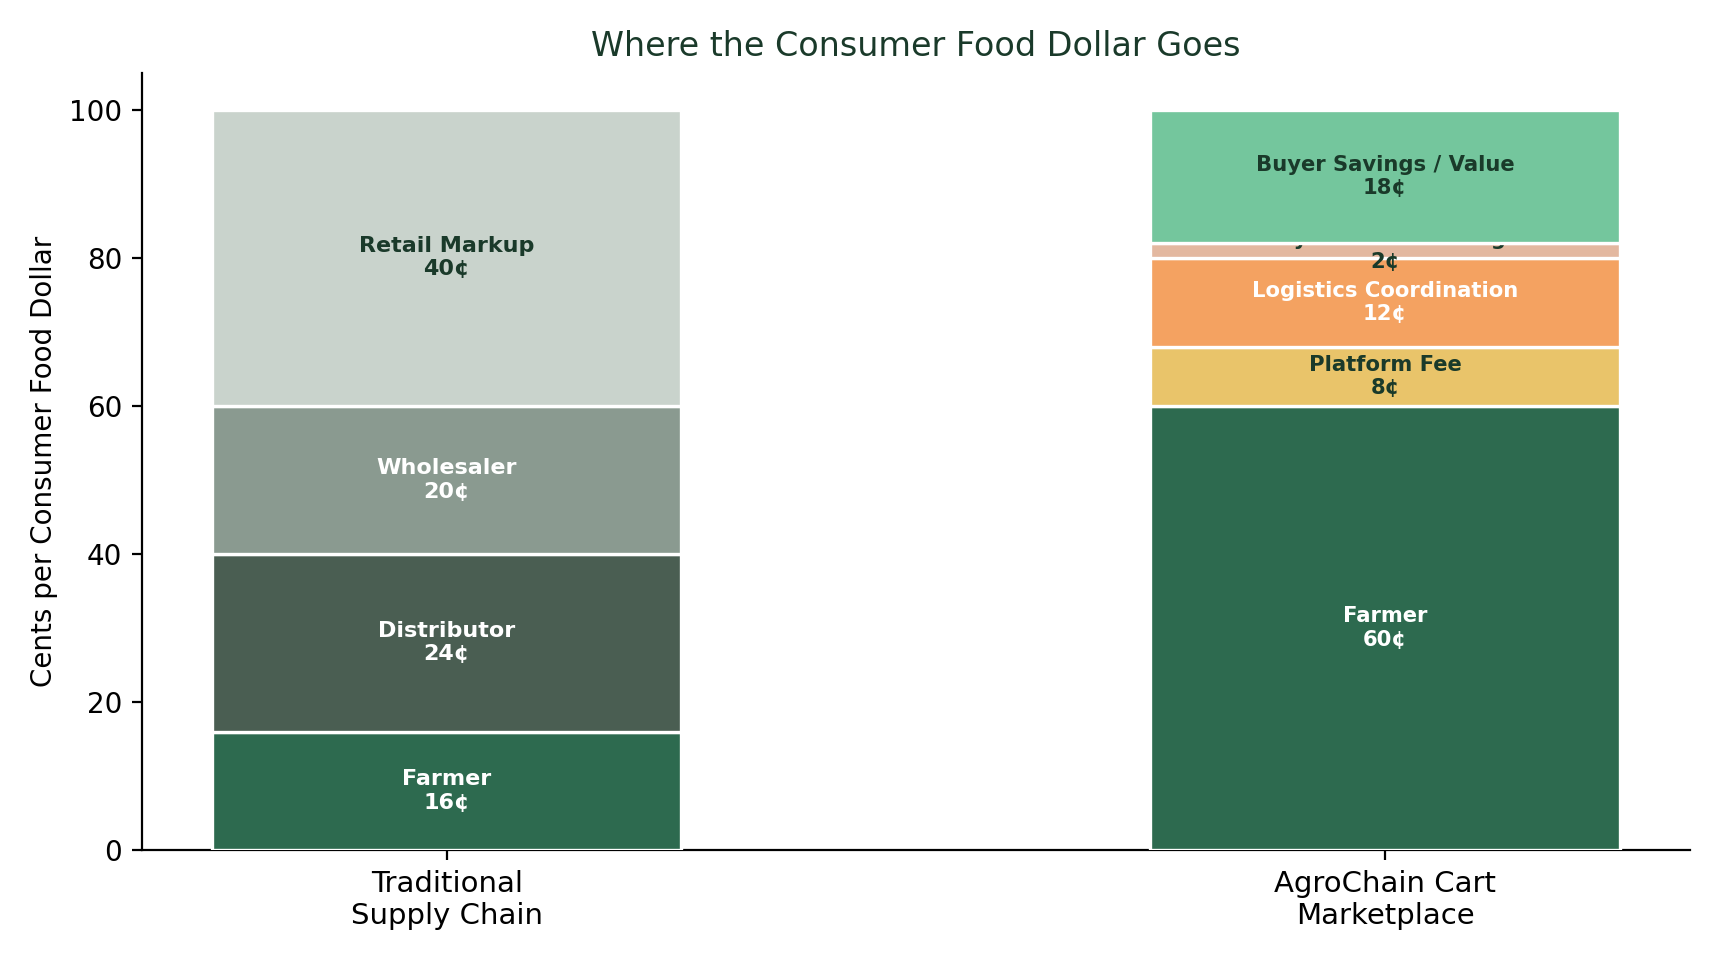 Where the Consumer Food Dollar Goes
Cents per Consumer Food Dollar
100
80
60
40
20
0
Retail Markup
40¢
Wholesaler
20¢
Distributor
24¢
Farmer
16¢
Buyer Savings / Value
18¢
2¢
Logistics Coordination
12¢
Platform Fee
8¢
Farmer
60¢
Traditional
Supply Chain
AgroChain Cart
Marketplace